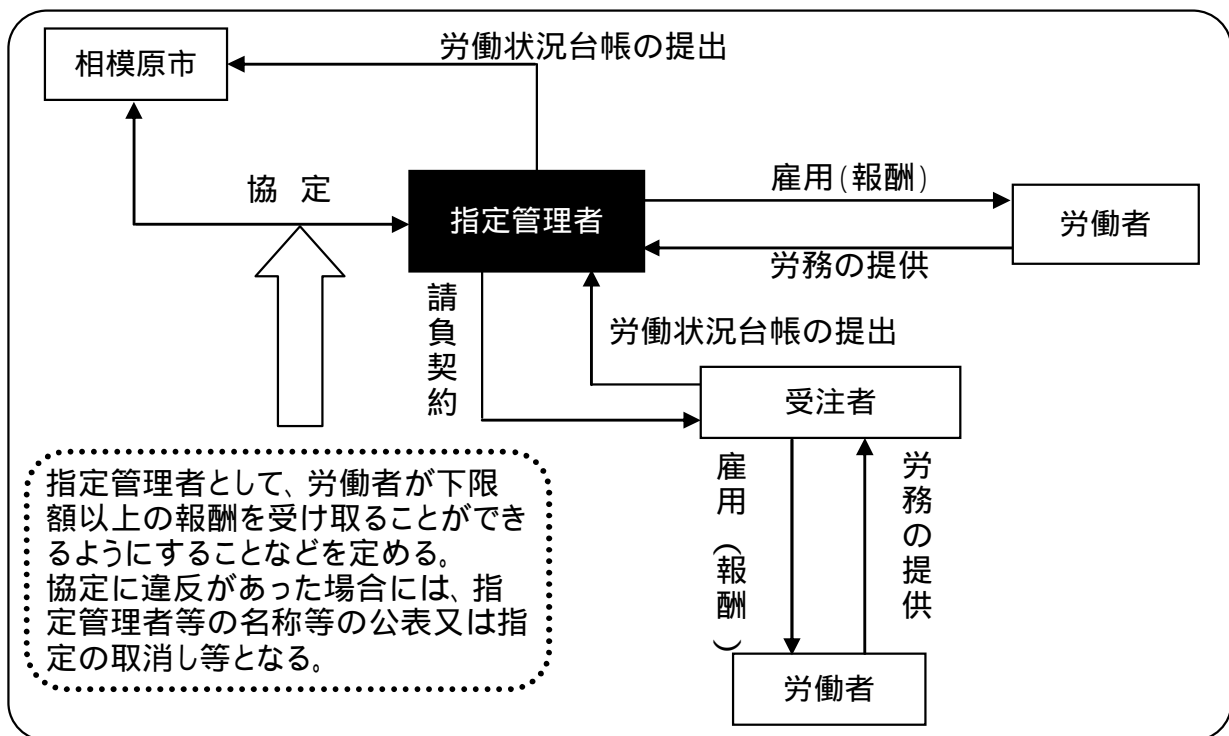 労働状況台帳の提出
相模原市
協 定
雇用(報酬)
指定管理者
労働者
労務の提供
請負契約
労働状況台帳の提出
受注者
雇用(報酬)
労務の提供
指定管理者として、労働者が下限
額以上の報酬を受け取ることができ
るようにすることなどを定める。
協定に違反があった場合には、指
定管理者等の名称等の公表又は指
定の取消し等となる。
労働者